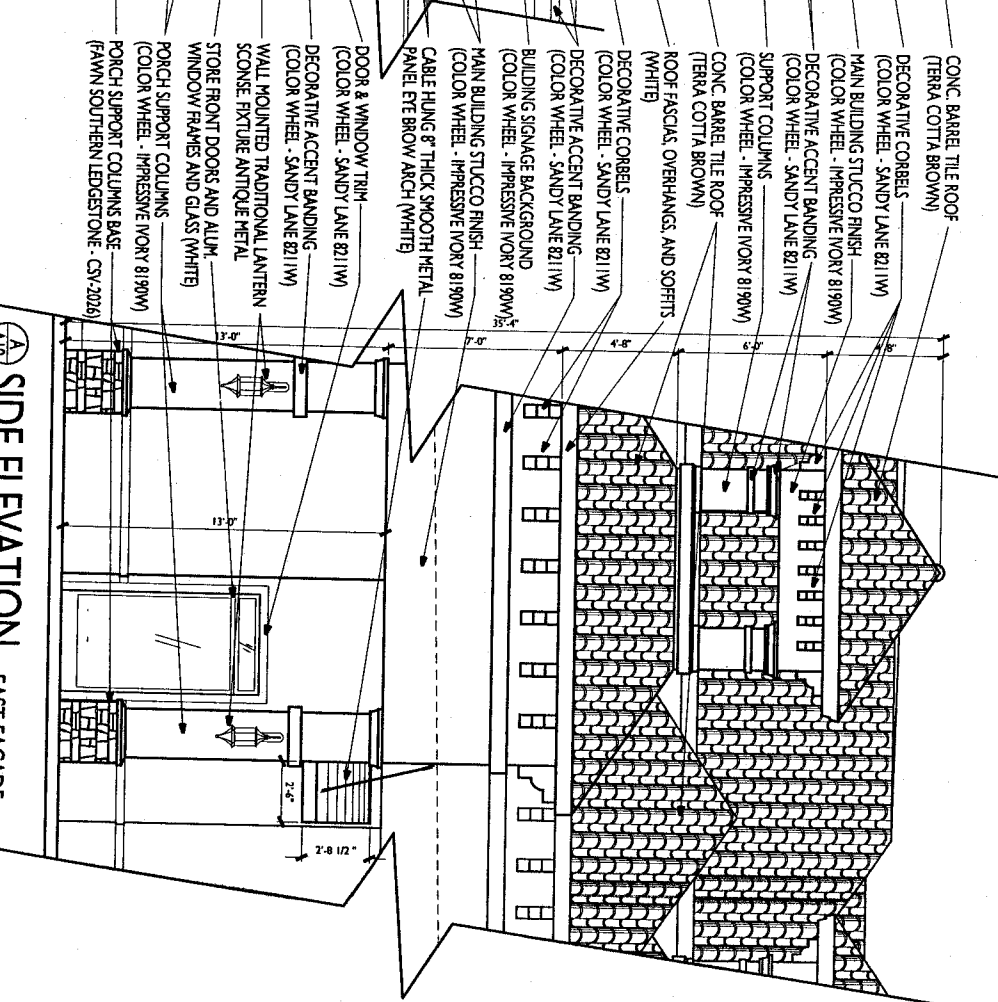 CONC. BARREL TILE ROOF
(TERRA COTTA BROWN)
DECORATIVE CORBELS
(COLOR WHEEL - SANDY LANE 8211W)
MAIN BUILDING STUCCO FINISH
(COLOR WHEEL - IMPRESSIVE IVORY 8190W)
DECORATIVE ACCENT BANDING
(COLOR WHEEL - SANDY LANE 8211W)
SUPPORT COLUMNS
(COLOR WHEEL - IMPRESSIVE IVORY 8190W)
CONC. BARREL TILE ROOF
(TERRA COTTA BROWN)
ROOF FASCIAS, OVERHANGS, AND SOFFITS
(WHITE)
DECORATIVE CORBELS
(COLOR WHEEL - SANDY LANE 8211W)
DECORATIVE ACCENT BANDING
(COLOR WHEEL - SANDY LANE 8211W)
BUILDING SIGNAGE BACKGROUND
(COLOR WHEEL - IMPRESSIVE IVORY 8190W)
MAIN BUILDING STUCCO FINISH
(COLOR WHEEL - IMPRESSIVE IVORY 8190W)
CABLE HUNG 8" THICK SMOOTH METAL
PANEL EYE BROW ARCH (WHITE)
DOOR & WINDOW TRIM
(COLOR WHEEL - SANDY LANE 8211W)
DECORATIVE ACCENT BANDING
(COLOR WHEEL - SANDY LANE 8211W)
WALL MOUNTED TRADITIONAL LANTERN
SCONSE FIXTURE ANTIQUE METAL
STORE FRONT DOORS AND ALUM.
WINDOW FRAMES AND GLASS (WHITE)
PORCH SUPPORT COLUMNS
(COLOR WHEEL - IMPRESSIVE IVORY 8190W)
PORCH SUPPORT COLUMNS BASE
(FAWN SOUTHERN LEDGESTONE - CSV-2026)
35'-4"
4'-8"
6'-0"
4'-8"
7'-0"
13'-0"
13'-0"
2'-6"
2'-8 1/2"
A
SIDE ELEVATION EAST FACADE